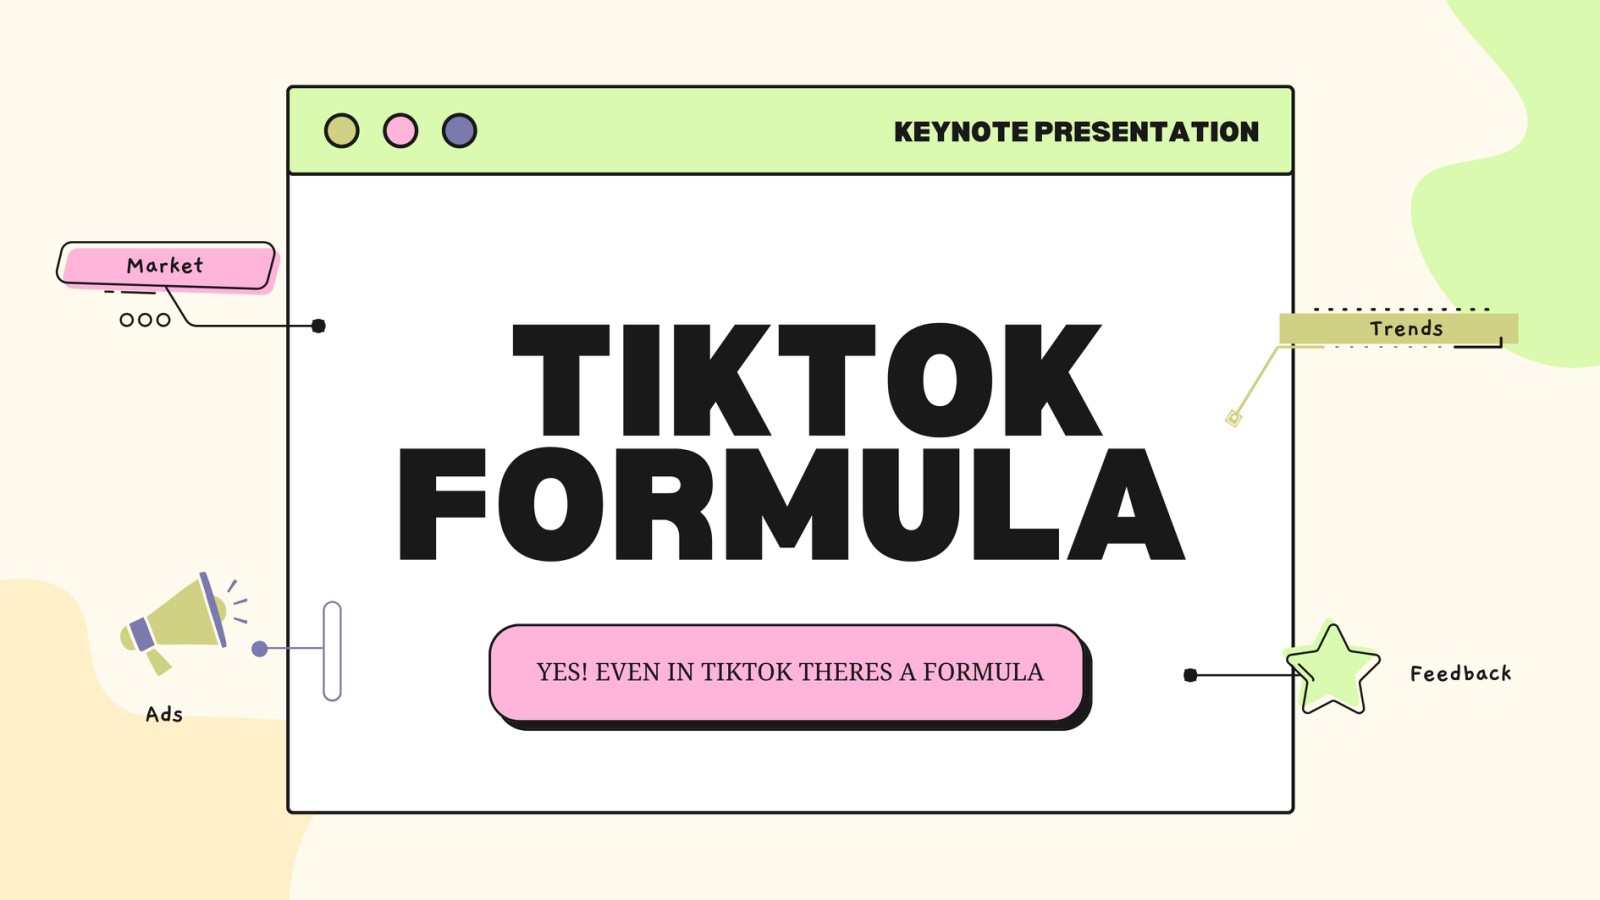 KEYNOTE PRESENTATION
Market
Trends
TIKTOK
FORMULA
YES! EVEN IN TIKTOK THERES A FORMULA
Ads
Feedback